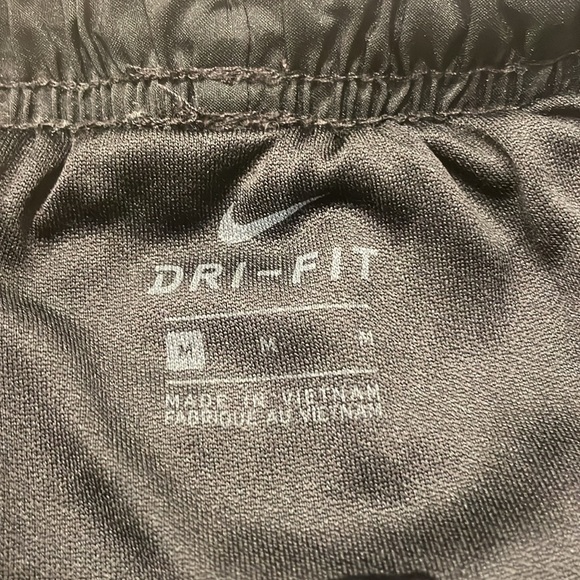 DRI-FIT
M M M
MADE IN VIETNAM
FABRIQUÉ AU VIETNAM